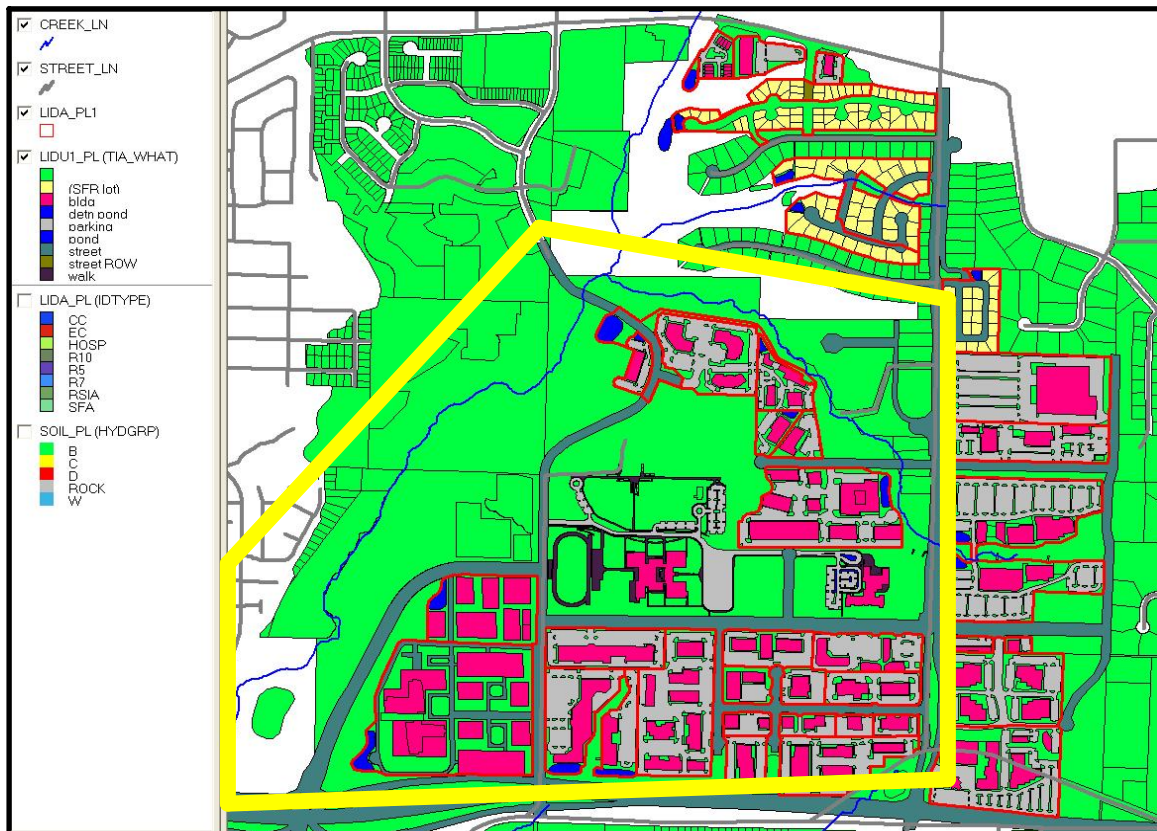 CREEK_LN
STREET_LN
LIDA_PL1
LIDU1_PL (TIA_WHAT)
(SFR lot)
bldg
detn pond
parking
pond
street
street ROW
walk
LIDA_PL (IDTYPE)
CC
EC
HOSP
R10
R5
R7
RSIA
SFA
SOIL_PL (HYDGRP)
B
C
D
ROCK
W